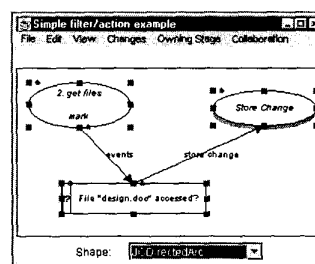 Simple filter/action example
File Edit View Changes Owning Stage Collaboration
2. get files
mark
Store Change
events
store change
? File "design.doc" accessed?
Shape: